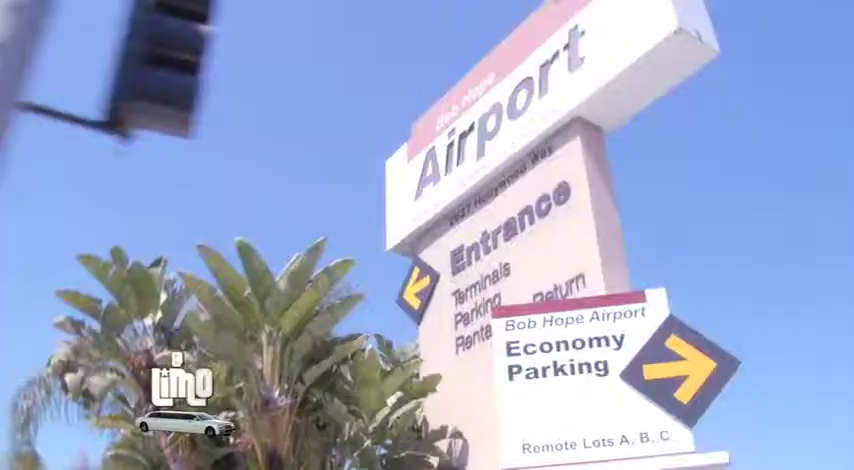 Bob Hope
Airport
2627 Hollywood Way
Entrance
Terminals
Parking
Rental Return
Bob Hope Airport
Economy
Parking
Remote Lots A, B, C
e
LIMO